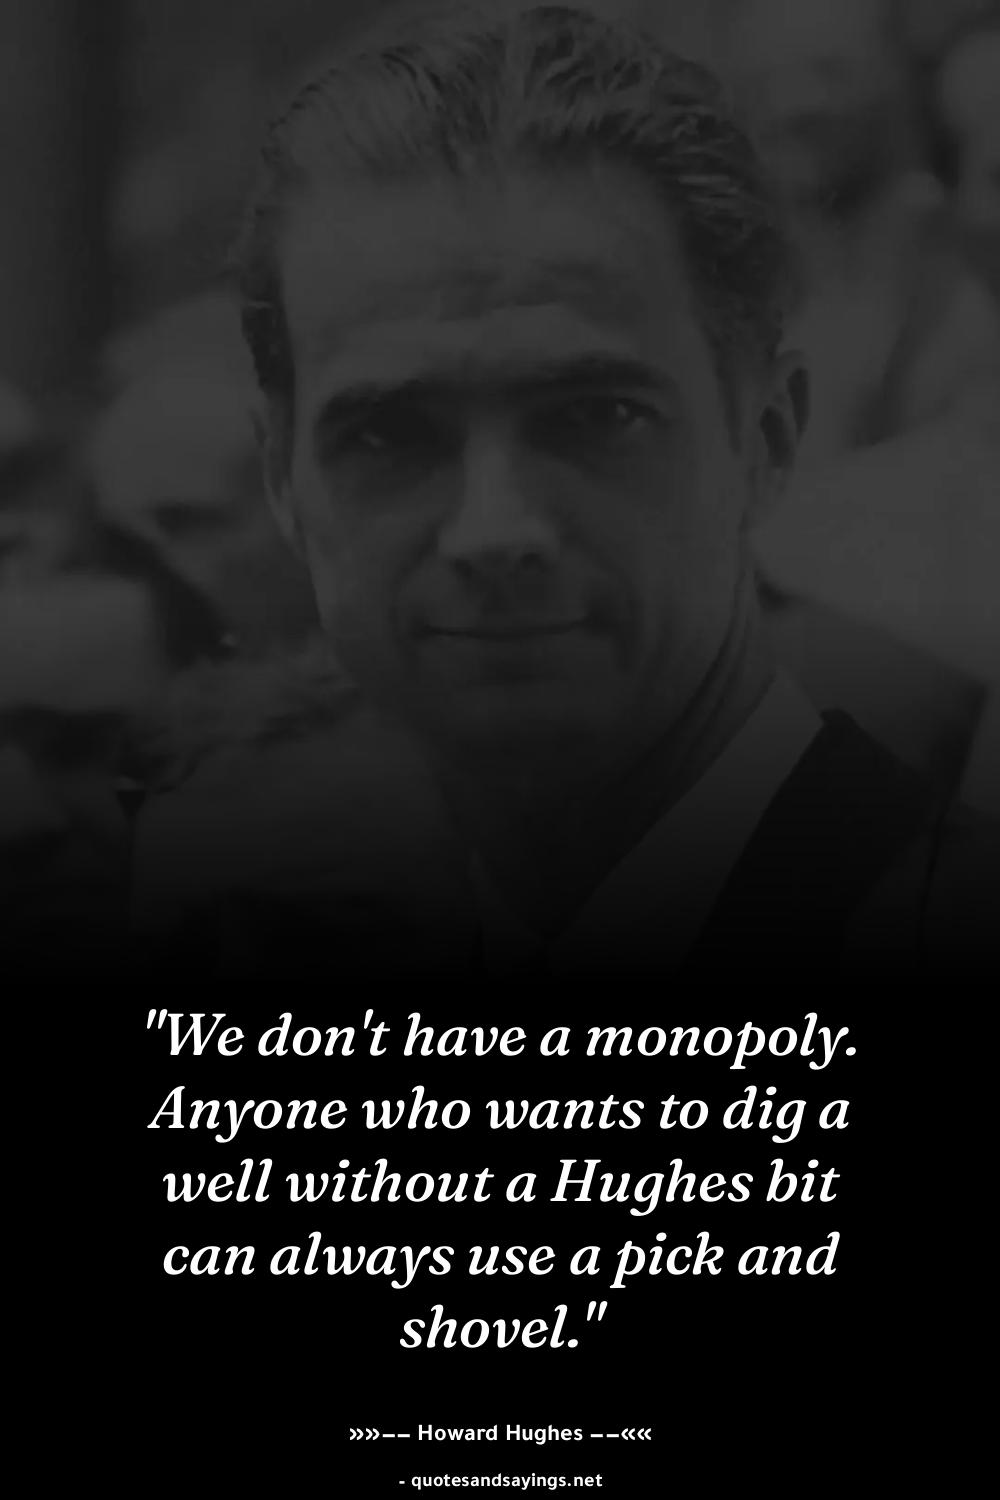 "We don't have a monopoly.
Anyone who wants to dig a
well without a Hughes bit
can always use a pick and
shovel."
»»–– Howard Hughes ––««
- quotesandsayings.net